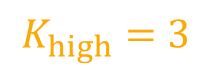 K_high = 3